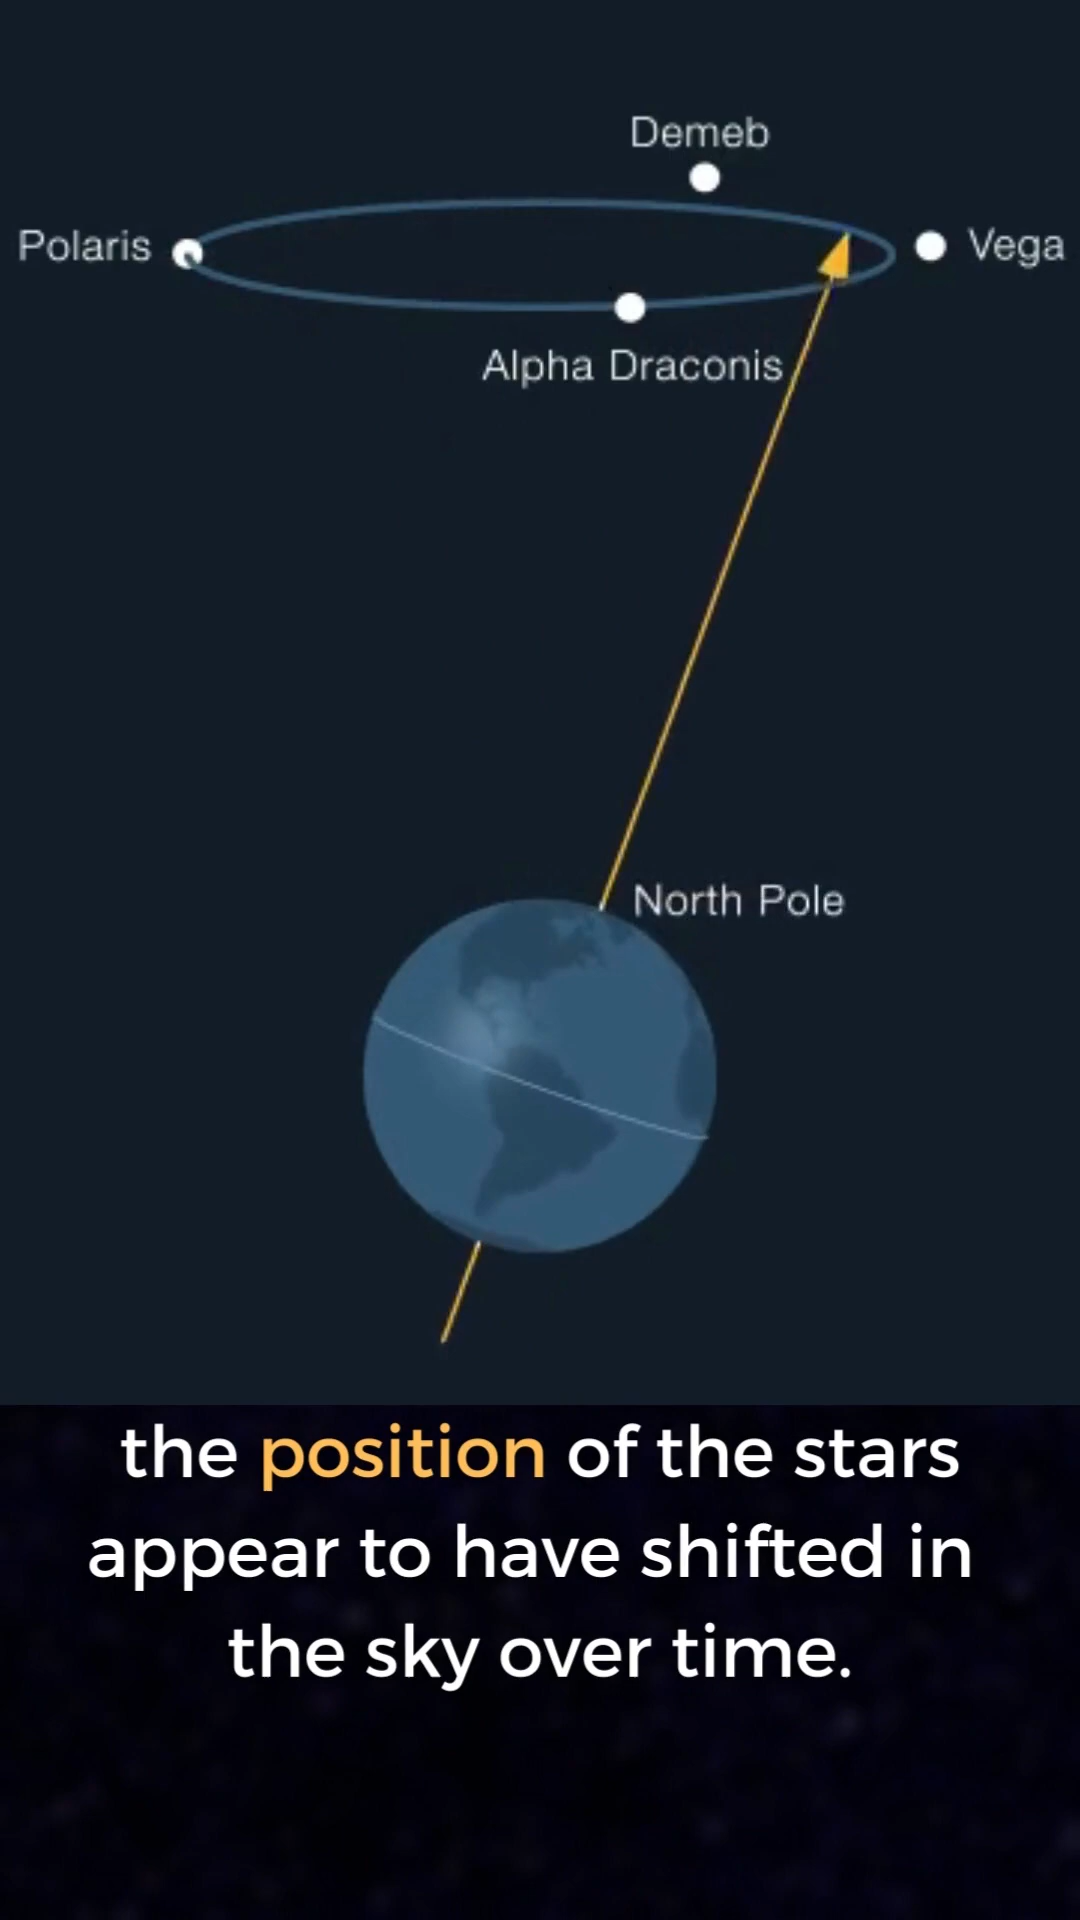 Demeb
Polaris
Vega
Alpha Draconis
North Pole
the position of the stars
appear to have shifted in
the sky over time.